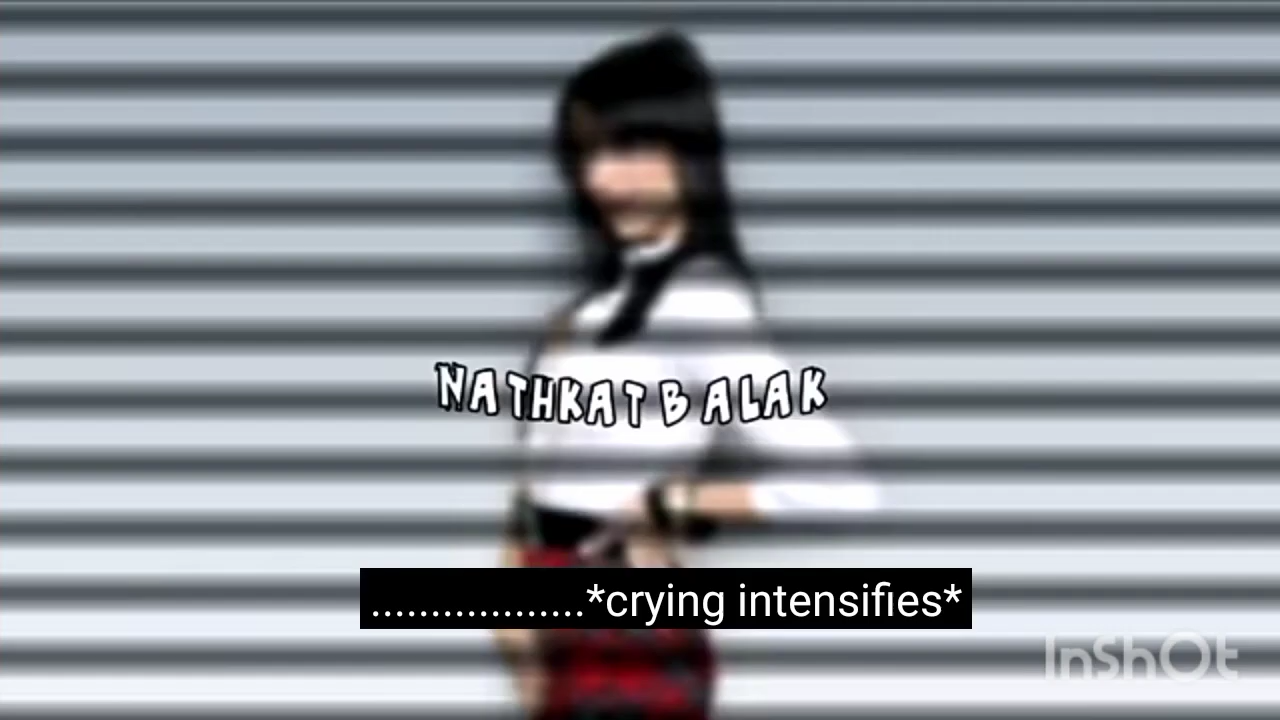 NATHKAT BALAK
..................*crying intensifies*
InShOt